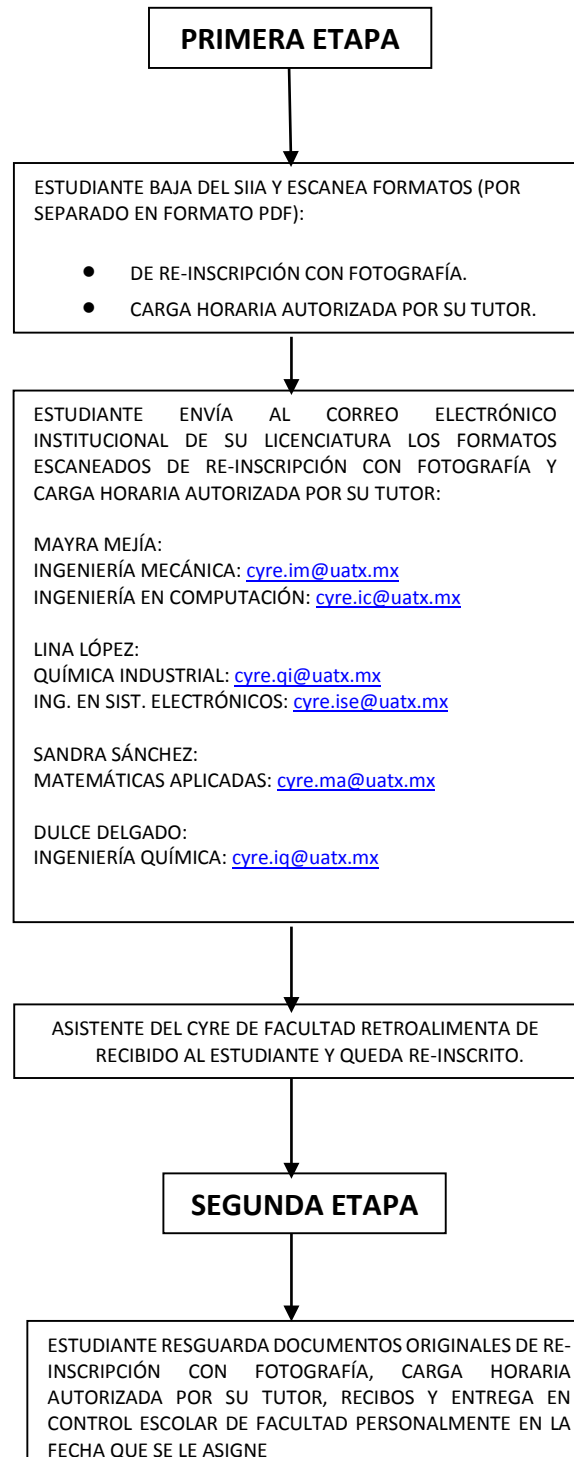 PRIMERA ETAPA
ESTUDIANTE BAJA DEL SIIA Y ESCANEA FORMATOS (POR
SEPARADO EN FORMATO PDF):
● DE RE-INSCRIPCIÓN CON FOTOGRAFÍA.
● CARGA HORARIA AUTORIZADA POR SU TUTOR.
ESTUDIANTE ENVÍA AL CORREO ELECTRÓNICO
INSTITUCIONAL DE SU LICENCIATURA LOS FORMATOS
ESCANEADOS DE RE-INSCRIPCIÓN CON FOTOGRAFÍA Y
CARGA HORARIA AUTORIZADA POR SU TUTOR:
MAYRA MEJÍA:
INGENIERÍA MECÁNICA: cyre.im@uatx.mx
INGENIERÍA EN COMPUTACIÓN: cyre.ic@uatx.mx
LINA LÓPEZ:
QUÍMICA INDUSTRIAL: cyre.qi@uatx.mx
ING. EN SIST. ELECTRÓNICOS: cyre.ise@uatx.mx
SANDRA SÁNCHEZ:
MATEMÁTICAS APLICADAS: cyre.ma@uatx.mx
DULCE DELGADO:
INGENIERÍA QUÍMICA: cyre.iq@uatx.mx
ASISTENTE DEL CYRE DE FACULTAD RETROALIMENTA DE
RECIBIDO AL ESTUDIANTE Y QUEDA RE-INSCRITO.
SEGUNDA ETAPA
ESTUDIANTE RESGUARDA DOCUMENTOS ORIGINALES DE RE-
INSCRIPCIÓN CON FOTOGRAFÍA, CARGA HORARIA
AUTORIZADA POR SU TUTOR, RECIBOS Y ENTREGA EN
CONTROL ESCOLAR DE FACULTAD PERSONALMENTE EN LA
FECHA QUE SE LE ASIGNE